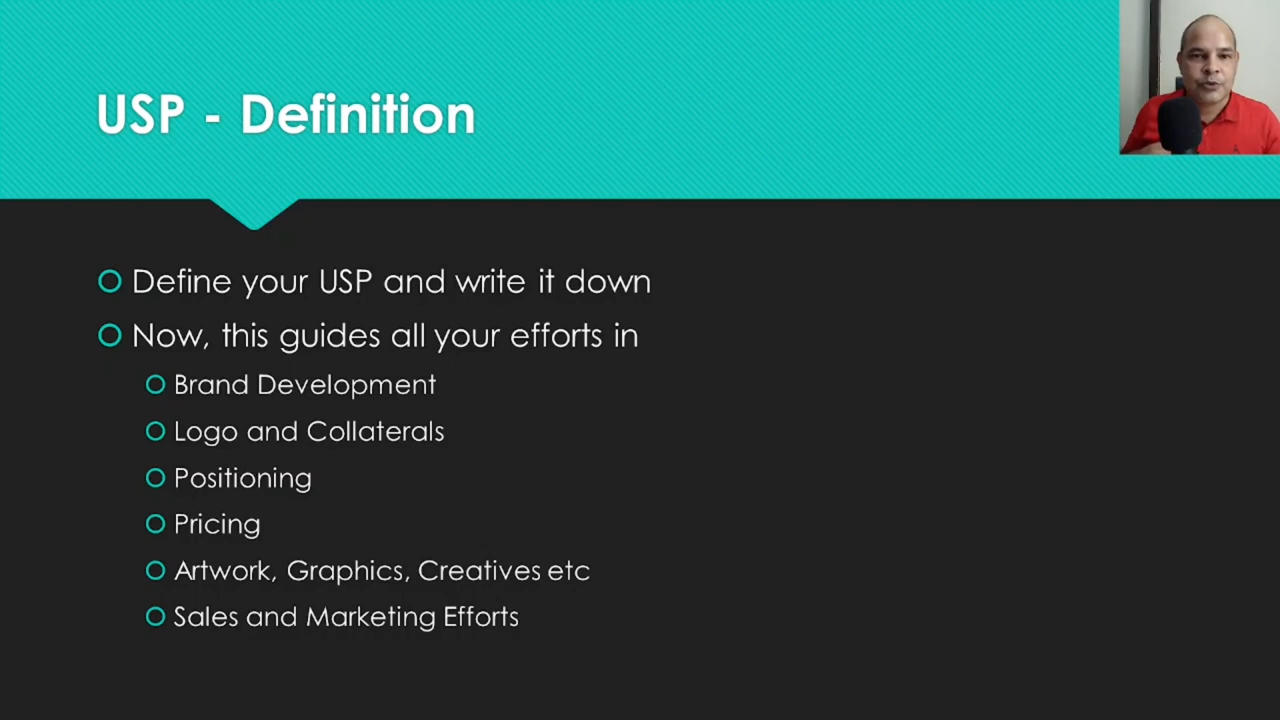 USP - Definition
Define your USP and write it down
Now, this guides all your efforts in
Brand Development
Logo and Collaterals
Positioning
Pricing
Artwork, Graphics, Creatives etc
Sales and Marketing Efforts